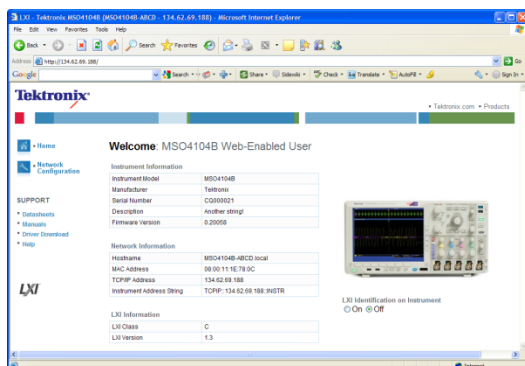 LXI - Tektronix MSO4104B (MSO4104B-ABCD - 134.62.69.188) - Microsoft Internet Explorer
File Edit View Favorites Tools Help
Back Search Favorites
Address http://134.62.69.188/ Go
Google Search Share Sidewiki Check Translate AutoFill Sign In
Tektronix
Tektronix.com • Products
• Home
• Network
Configuration
Welcome: MSO4104B Web-Enabled User
Instrument Information
Instrument Model MSO4104B
Manufacturer Tektronix
Serial Number CQ000021
Description Another string!
Firmware Version 0.20058
SUPPORT
• Datasheets
• Manuals
• Driver Download
• Help
Network Information
Hostname MSO4104B-ABCD.local
MAC Address 08:00:11:1E:78:0C
TCP/IP Address 134.62.69.188
Instrument Address String TCPIP::134.62.69.188::INSTR
LXI
LXI Identification on Instrument
On Off
LXI Information
LXI Class C
LXI Version 1.3
Internet